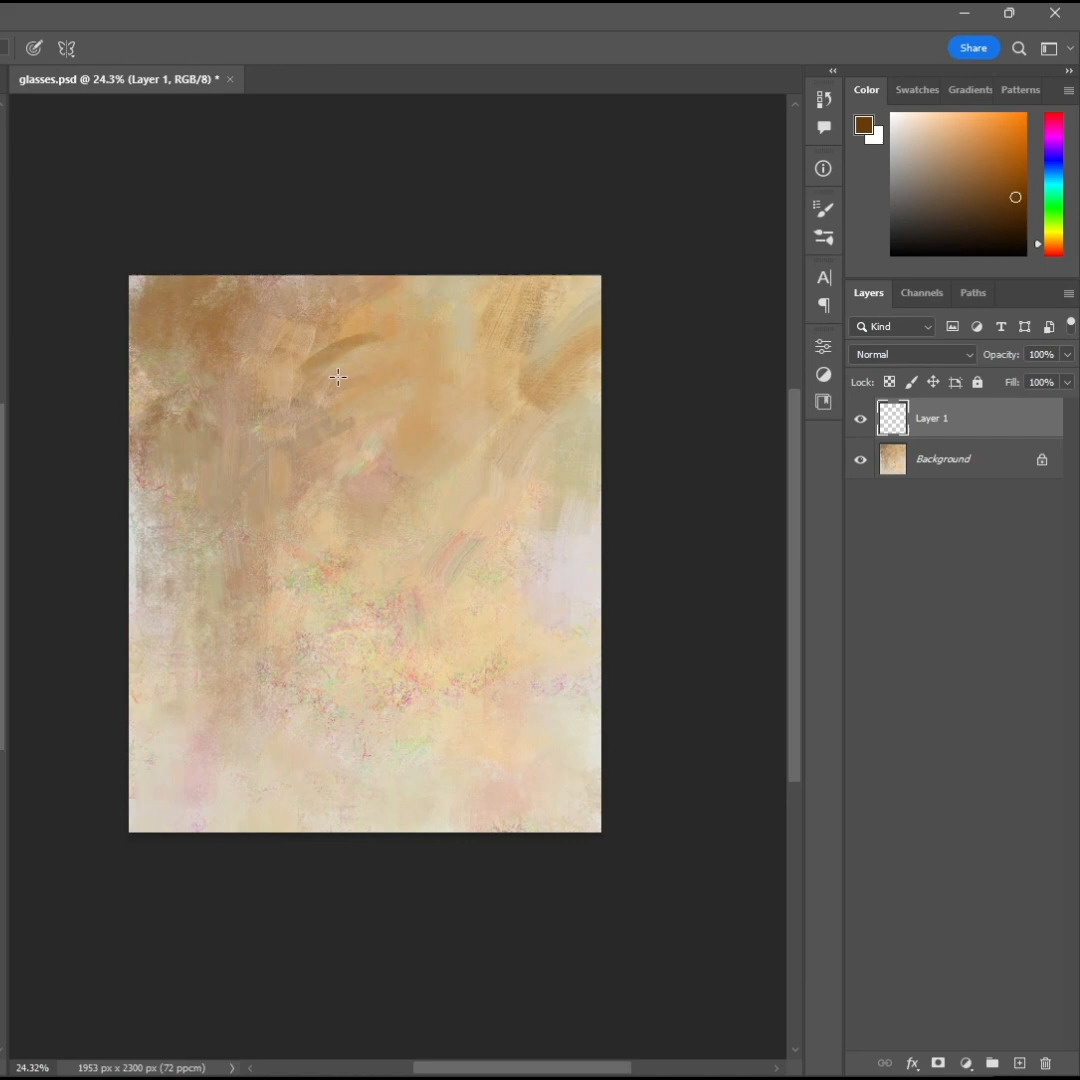 Share
glasses.psd @ 24.3% (Layer 1, RGB/8) * ×
Color Swatches Gradients Patterns
Layers Channels Paths
Kind
Normal Opacity: 100%
Lock: Fill: 100%
Layer 1
Background
24.32% 1953 px x 2300 px (72 ppcm)